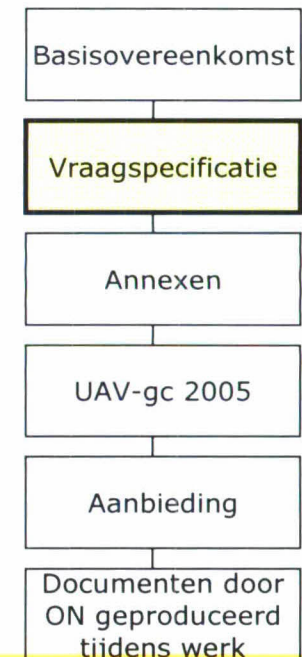 Basisovereenkomst
Vraagspecificatie
Annexen
UAV-gc 2005
Aanbieding
Documenten door
ON geproduceerd
tijdens werk